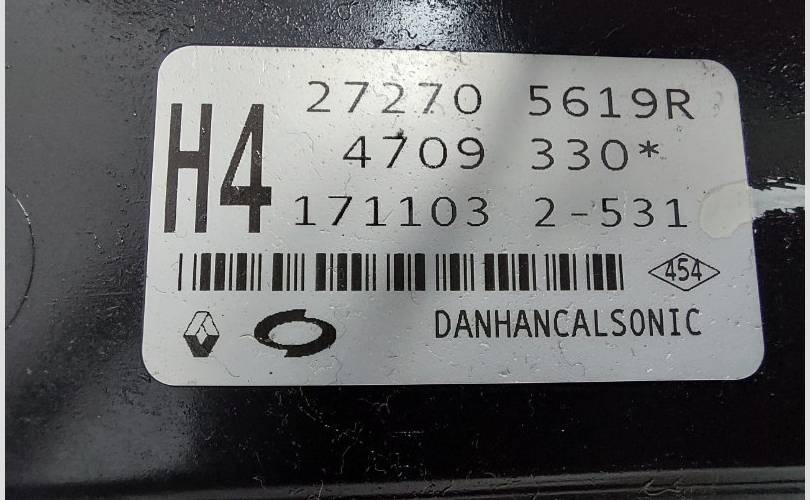 H4
27270 5619R
4709 330*
171103 2-531
454
DANHANCALSONIC